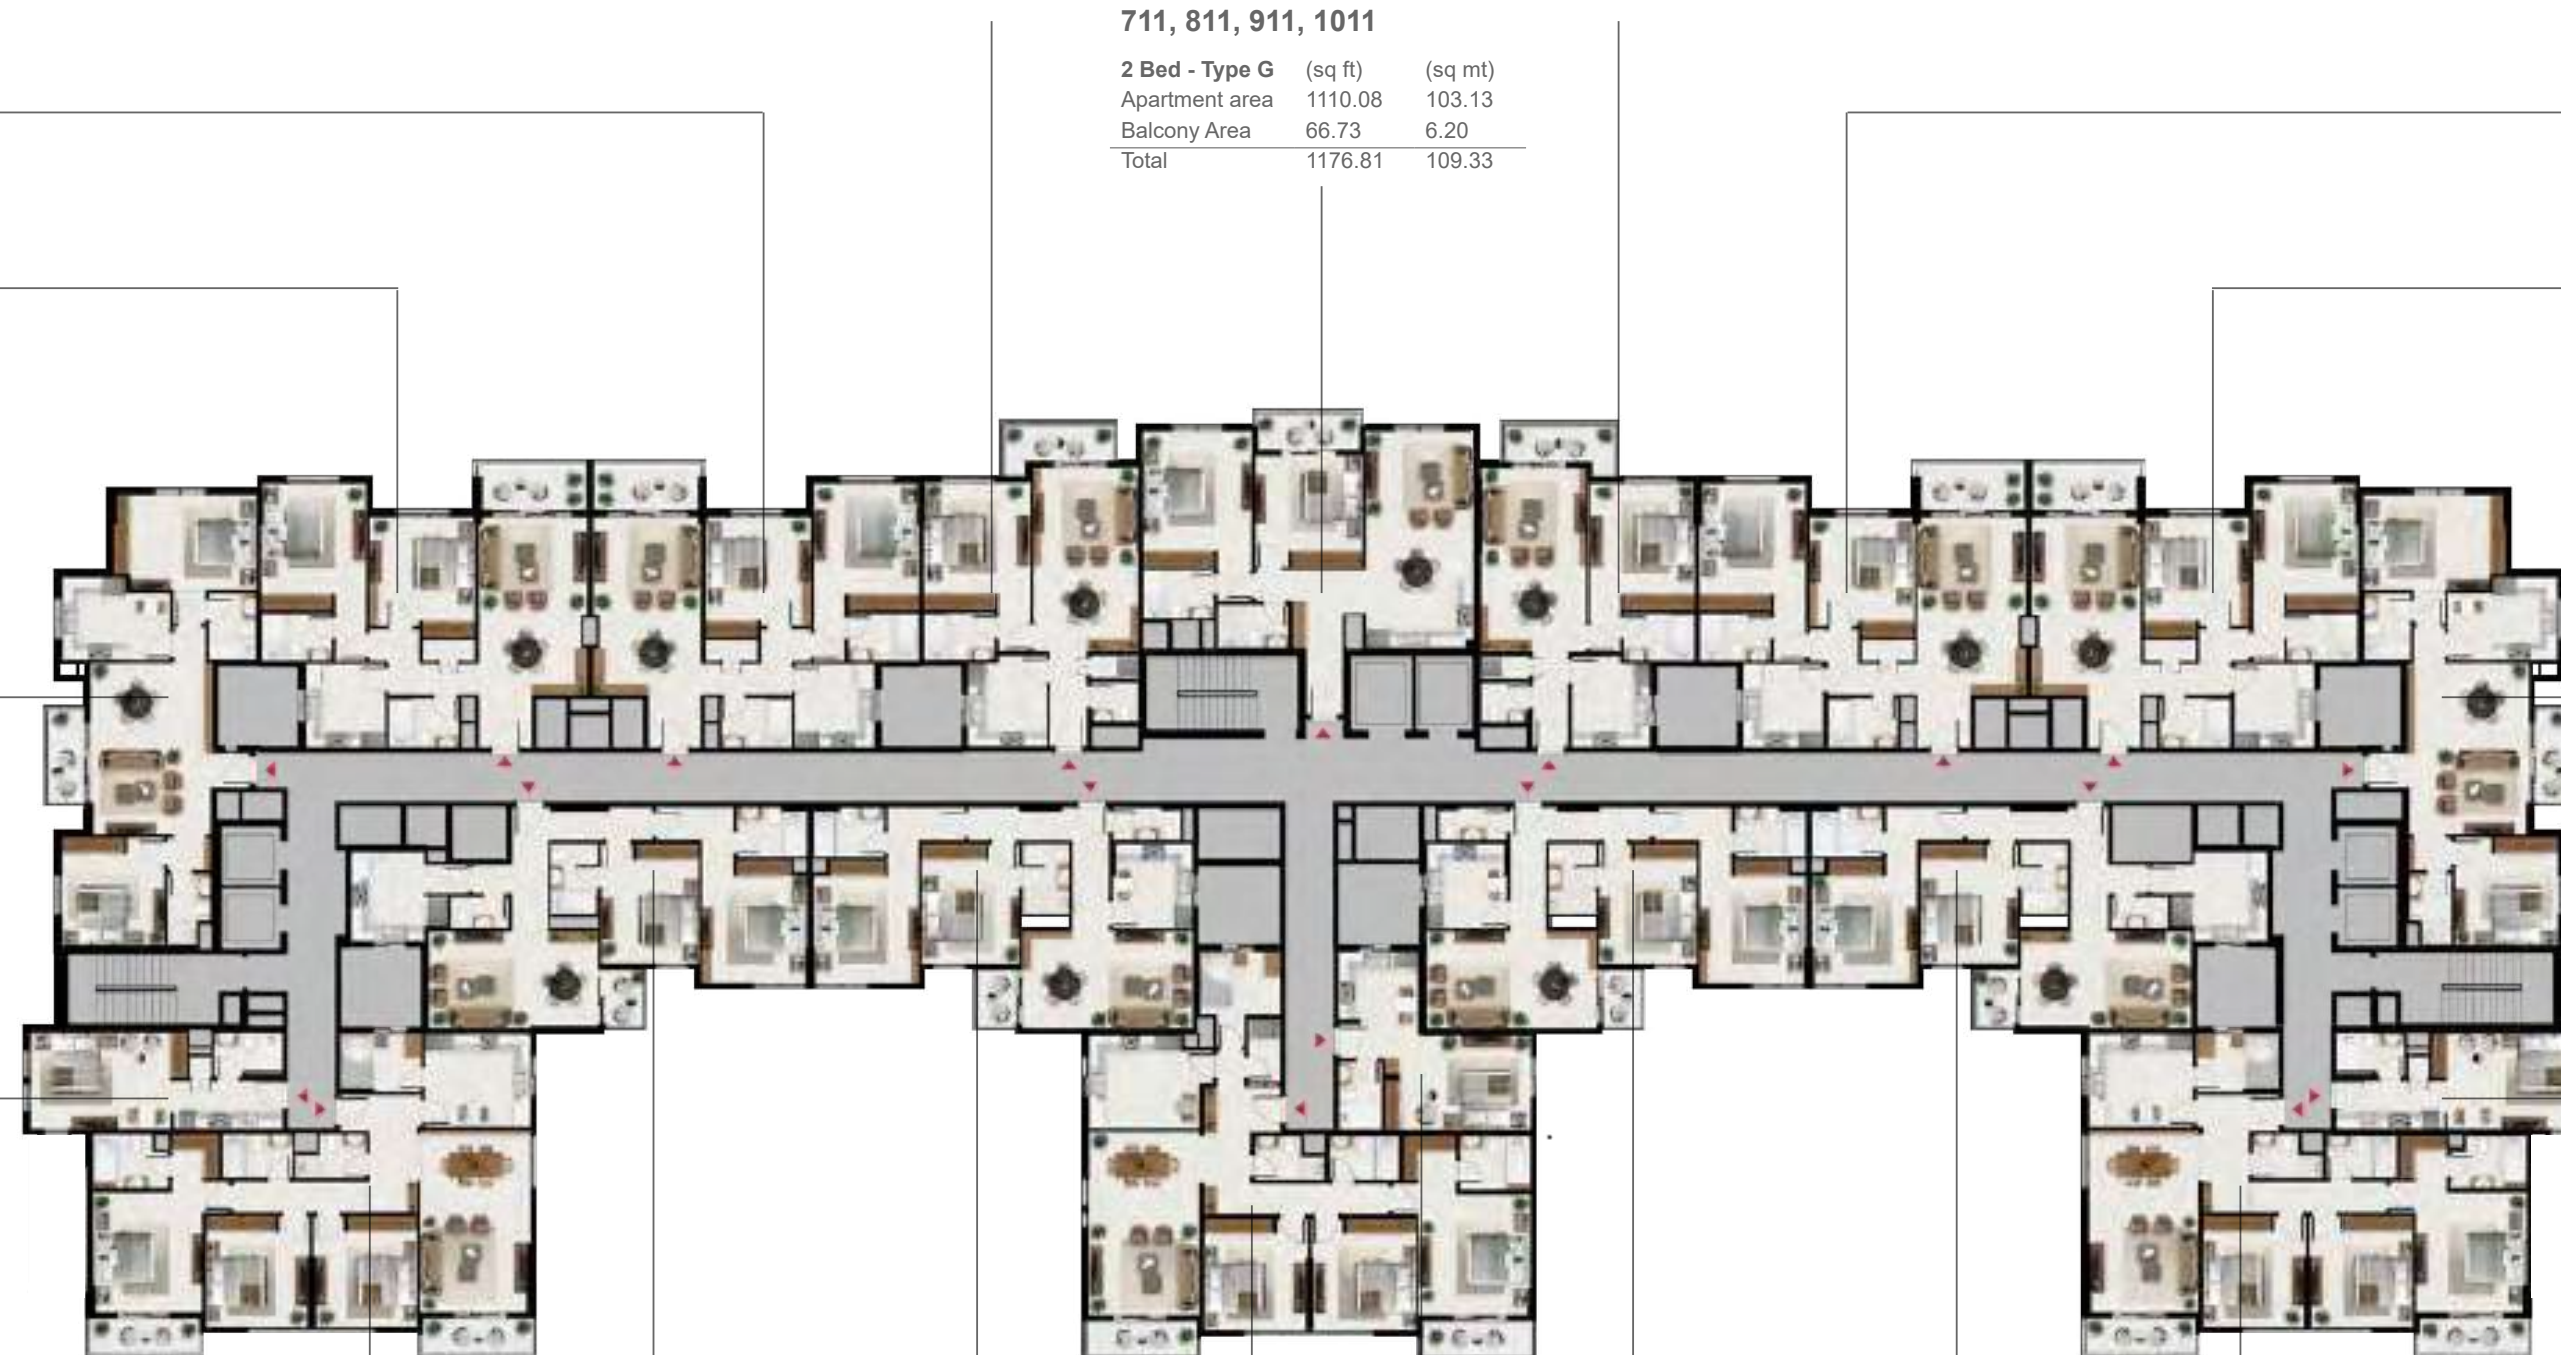 711, 811, 911, 1011
2 Bed - Type G (sq ft) (sq mt)
Apartment area 1110.08 103.13
Balcony Area 66.73 6.20
Total 1176.81 109.33